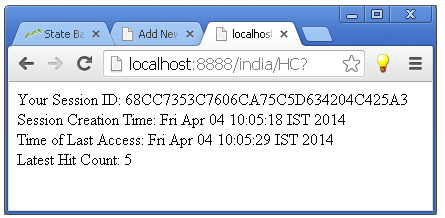 State Ba
Add New
localhos
localhost:8888/india/HC?
Your Session ID: 68CC7353C7606CA75C5D634204C425A3
Session Creation Time: Fri Apr 04 10:05:18 IST 2014
Time of Last Access: Fri Apr 04 10:05:29 IST 2014
Latest Hit Count: 5